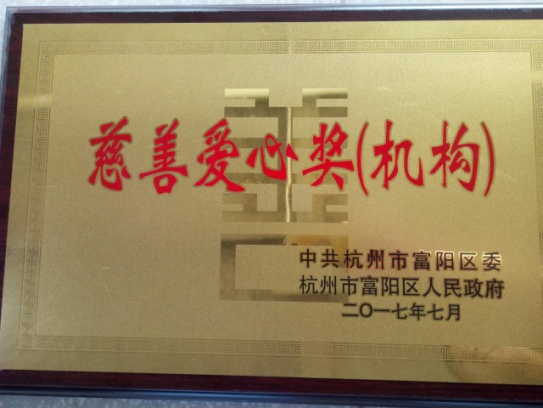 慈善爱心奖(机构)
中共杭州市富阳区委
杭州市富阳区人民政府
二〇一七年七月